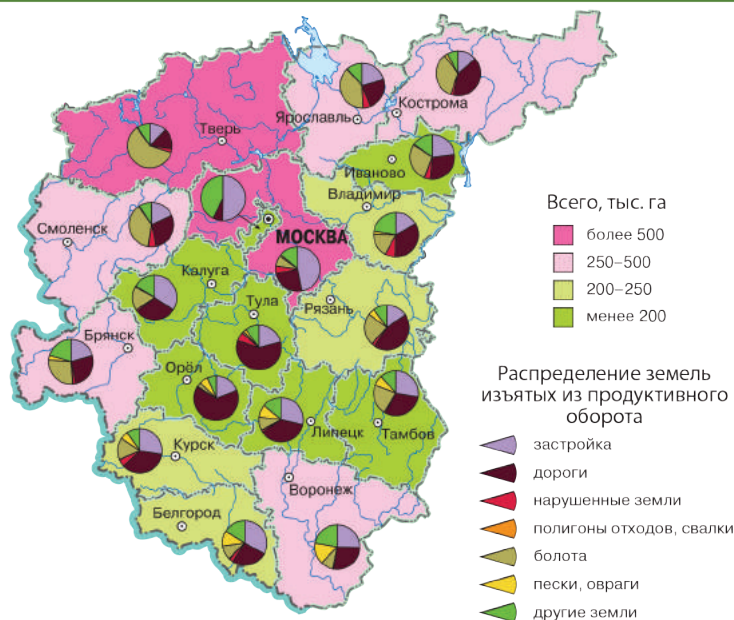 Тверь
Ярославль
Кострома
Иваново
Владимир
Смоленск
МОСКВА
Калуга
Тула
Рязань
Брянск
Орёл
Липецк
Тамбов
Курск
Воронеж
Белгород
Всего, тыс. га
более 500
250–500
200–250
менее 200
Распределение земель
изъятых из продуктивного
оборота
застройка
дороги
нарушенные земли
полигоны отходов, свалки
болота
пески, овраги
другие земли